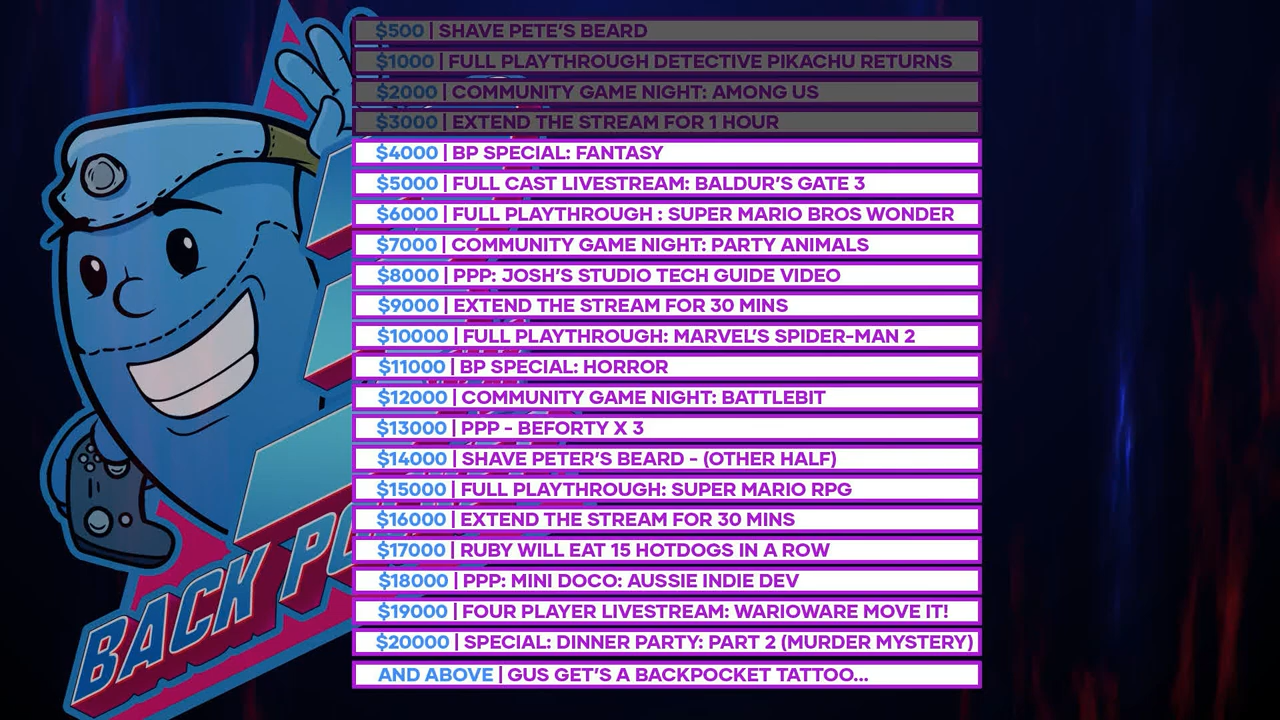 $500 | SHAVE PETE'S BEARD
$1000 | FULL PLAYTHROUGH DETECTIVE PIKACHU RETURNS
$2000 | COMMUNITY GAME NIGHT: AMONG US
$3000 | EXTEND THE STREAM FOR 1 HOUR
$4000 | BP SPECIAL: FANTASY
$5000 | FULL CAST LIVESTREAM: BALDUR'S GATE 3
$6000 | FULL PLAYTHROUGH : SUPER MARIO BROS WONDER
$7000 | COMMUNITY GAME NIGHT: PARTY ANIMALS
$8000 | PPP: JOSH'S STUDIO TECH GUIDE VIDEO
$9000 | EXTEND THE STREAM FOR 30 MINS
$10000 | FULL PLAYTHROUGH: MARVEL'S SPIDER-MAN 2
$11000 | BP SPECIAL: HORROR
$12000 | COMMUNITY GAME NIGHT: BATTLEBIT
$13000 | PPP - BEFORTY X 3
$14000 | SHAVE PETER'S BEARD - (OTHER HALF)
$15000 | FULL PLAYTHROUGH: SUPER MARIO RPG
$16000 | EXTEND THE STREAM FOR 30 MINS
$17000 | RUBY WILL EAT 15 HOTDOGS IN A ROW
$18000 | PPP: MINI DOCO: AUSSIE INDIE DEV
$19000 | FOUR PLAYER LIVESTREAM: WARIOWARE MOVE IT!
$20000 | SPECIAL: DINNER PARTY: PART 2 (MURDER MYSTERY)
AND ABOVE | GUS GET'S A BACKPOCKET TATTOO...
BACK